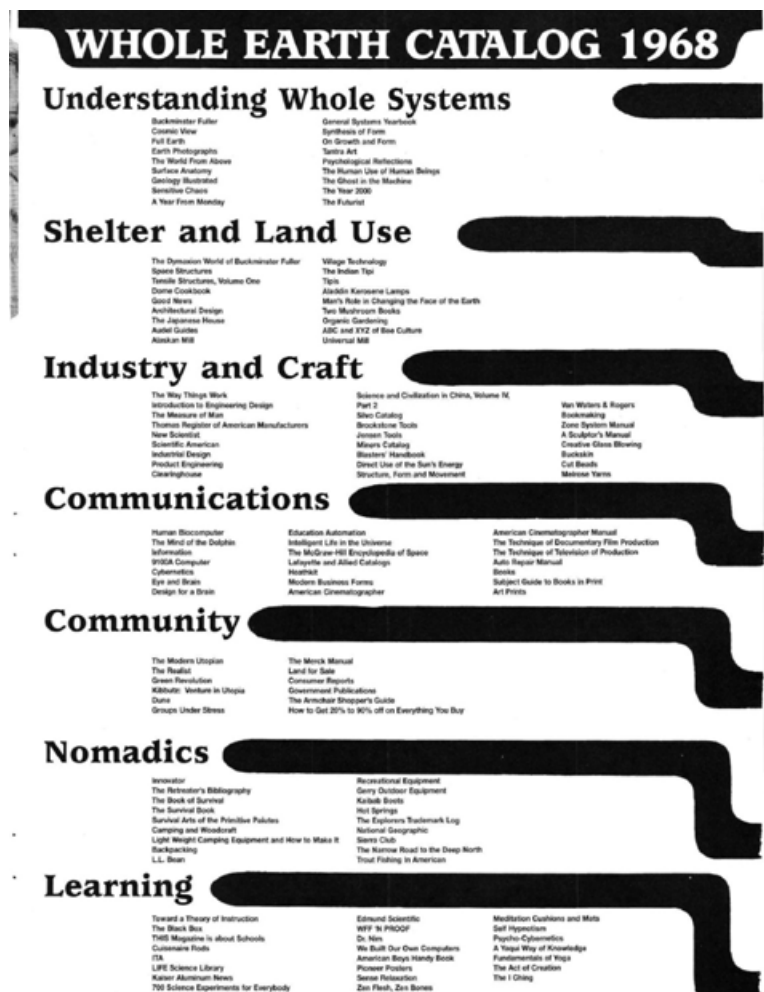 WHOLE EARTH CATALOG 1968
Understanding Whole Systems
Buckminster Fuller
Cosmic View
Full Earth
Earth Photographs
The World From Above
Surface Anatomy
Geology Illustrated
Sensitive Chaos
A Year From Monday
General Systems Yearbook
Synthesis of Form
On Growth and Form
Tantra Art
Psychological Reflections
The Human Use of Human Beings
The Ghost in the Machine
The Year 2000
The Futurist
Shelter and Land Use
The Dymaxion World of Buckminster Fuller
Space Structures
Tensile Structures, Volume One
Dome Cookbook
Good News
Architectural Design
The Japanese House
Audel Guides
Alaskan Mill
Village Technology
The Indian Tipi
Tipis
Aladdin Kerosene Lamps
Man's Role in Changing the Face of the Earth
Two Mushroom Books
Organic Gardening
ABC and XYZ of Bee Culture
Universal Mill
Industry and Craft
The Way Things Work
Introduction to Engineering Design
The Measure of Man
Thomas Register of American Manufacturers
New Scientist
Scientific American
Industrial Design
Product Engineering
Clearinghouse
Science and Civilization in China, Volume IV,
Part 2
Silvo Catalog
Brookstone Tools
Jensen Tools
Miners Catalog
Blasters' Handbook
Direct Use of the Sun's Energy
Structure, Form and Movement
Van Waters & Rogers
Bookmaking
Zone System Manual
A Sculptor's Manual
Creative Glass Blowing
Buckskin
Cut Beads
Melrose Yarns
Communications
Human Biocomputer
The Mind of the Dolphin
Information
9100A Computer
Cybernetics
Eye and Brain
Design for a Brain
Education Automation
Intelligent Life in the Universe
The McGraw-Hill Encyclopedia of Space
Lafayette and Allied Catalogs
Heathkit
Modern Business Forms
American Cinematographer
American Cinematographer Manual
The Technique of Documentary Film Production
The Technique of Television of Production
Auto Repair Manual
Books
Subject Guide to Books in Print
Art Prints
Community
The Modern Utopian
The Realist
Green Revolution
Kibbutz: Venture in Utopia
Dune
Groups Under Stress
The Merck Manual
Land for Sale
Consumer Reports
Government Publications
The Armchair Shopper's Guide
How to Get 20% to 90% off on Everything You Buy
Nomadics
Innovator
The Retreater's Bibliography
The Book of Survival
The Survival Book
Survival Arts of the Primitive Paiutes
Camping and Woodcraft
Light Weight Camping Equipment and How to Make It
Backpacking
L.L. Bean
Recreational Equipment
Gerry Outdoor Equipment
Kaibab Boots
Hot Springs
The Explorers Trademark Log
National Geographic
Sierra Club
The Narrow Road to the Deep North
Trout Fishing in American
Learning
Toward a Theory of Instruction
The Black Box
THIS Magazine is about Schools
Cuisenaire Rods
ITA
LIFE Science Library
Kaiser Aluminum News
700 Science Experiments for Everybody
Edmund Scientific
WFF 'N PROOF
Dr. Nim
We Built Our Own Computers
American Boys Handy Book
Pioneer Posters
Sense Relaxation
Zen Flesh, Zen Bones
Meditation Cushions and Mats
Self Hypnotism
Psycho-Cybernetics
A Yaqui Way of Knowledge
Fundamentals of Yoga
The Act of Creation
The I Ching